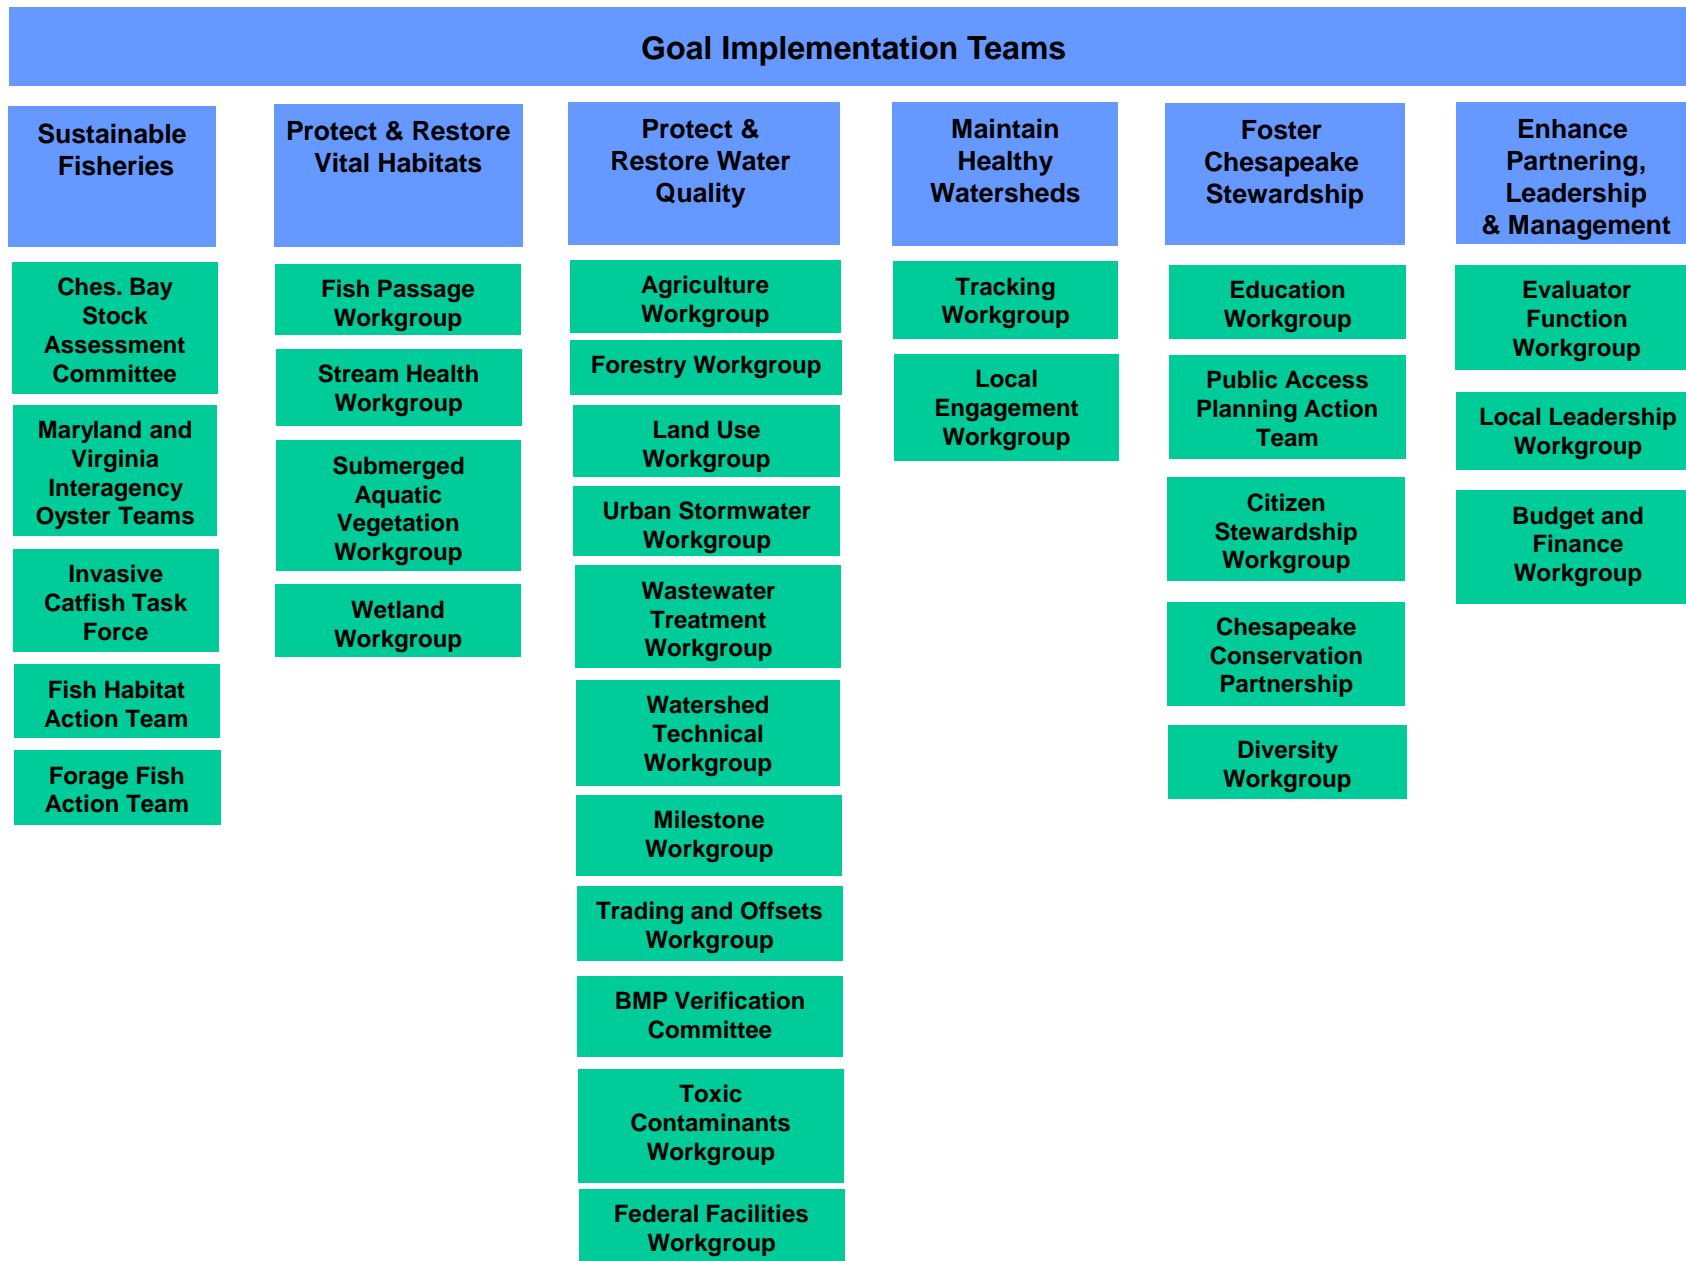 Goal Implementation Teams
Sustainable
Fisheries
Ches. Bay
Stock
Assessment
Committee
Maryland and
Virginia
Interagency
Oyster Teams
Invasive
Catfish Task
Force
Fish Habitat
Action Team
Forage Fish
Action Team
Protect & Restore
Vital Habitats
Fish Passage
Workgroup
Stream Health
Workgroup
Submerged
Aquatic
Vegetation
Workgroup
Wetland
Workgroup
Protect &
Restore Water
Quality
Agriculture
Workgroup
Forestry Workgroup
Land Use
Workgroup
Urban Stormwater
Workgroup
Wastewater
Treatment
Workgroup
Watershed
Technical
Workgroup
Milestone
Workgroup
Trading and Offsets
Workgroup
BMP Verification
Committee
Toxic
Contaminants
Workgroup
Federal Facilities
Workgroup
Maintain
Healthy
Watersheds
Tracking
Workgroup
Local
Engagement
Workgroup
Foster
Chesapeake
Stewardship
Education
Workgroup
Public Access
Planning Action
Team
Citizen
Stewardship
Workgroup
Chesapeake
Conservation
Partnership
Diversity
Workgroup
Enhance
Partnering,
Leadership
& Management
Evaluator
Function
Workgroup
Local Leadership
Workgroup
Budget and
Finance
Workgroup